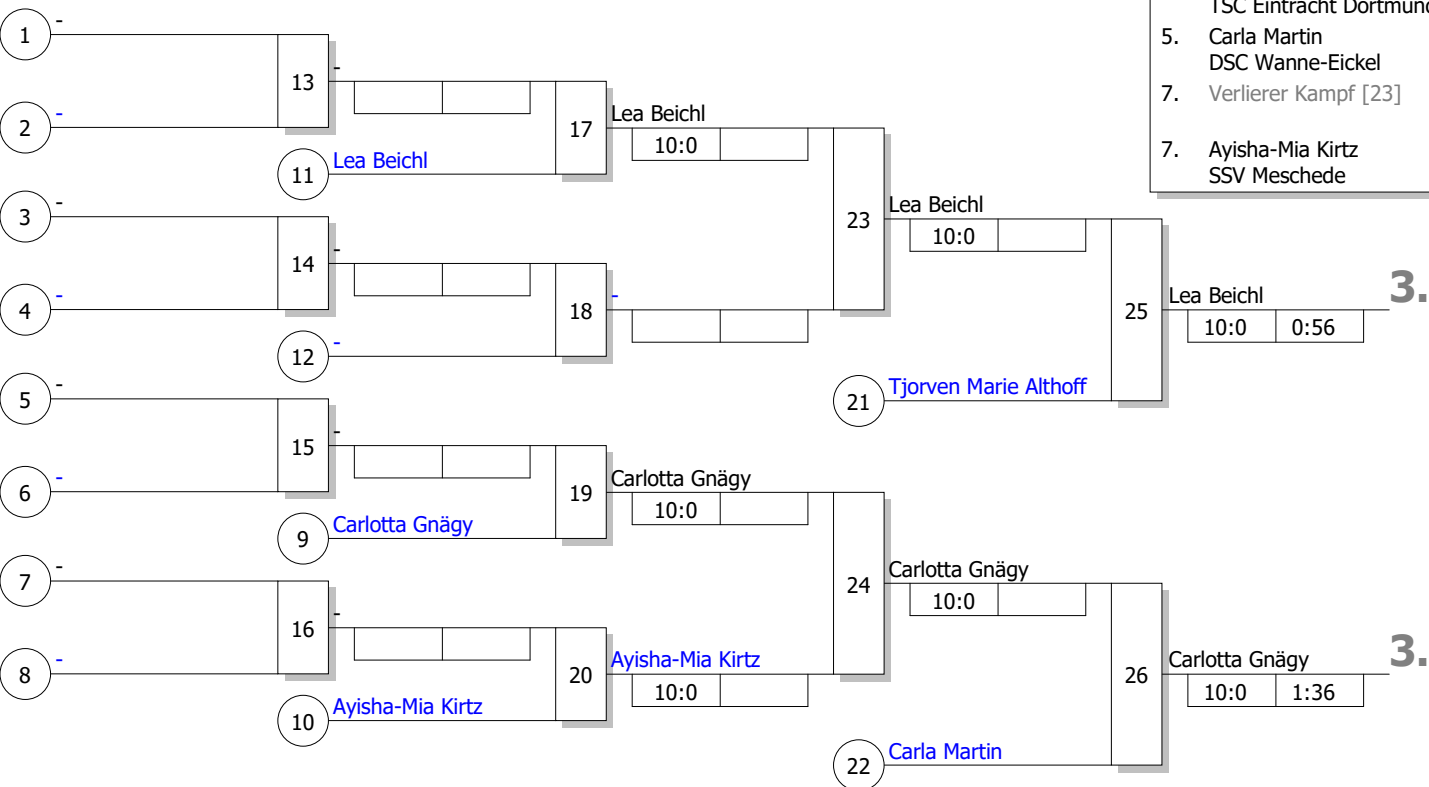 TSC Eintracht Dortmund
5. Carla Martin
DSC Wanne-Eickel
7. Verlierer Kampf [23]
7. Ayisha-Mia Kirtz
SSV Meschede
1 -
13 -
2 -
17 Lea Beichl
10:0
11 Lea Beichl
3 -
23 Lea Beichl
10:0
14 -
4 -
18 -
12 -
25 Lea Beichl 3.
10:0 0:56
21 Tjorven Marie Althoff
5 -
15 -
6 -
19 Carlotta Gnägy
10:0
9 Carlotta Gnägy
7 -
24 Carlotta Gnägy
10:0
16 -
8 -
20 Ayisha-Mia Kirtz
10:0
10 Ayisha-Mia Kirtz
26 Carlotta Gnägy 3.
10:0 1:36
22 Carla Martin